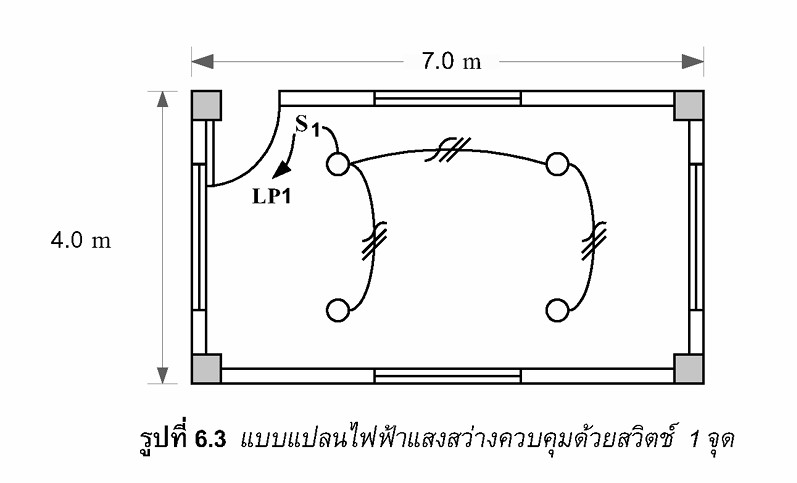 7.0 m
S1
LP1
4.0 m
รูปที่ 6.3 แบบแปลนไฟฟ้าแสงสว่างควบคุมด้วยสวิตช์ 1 จุด